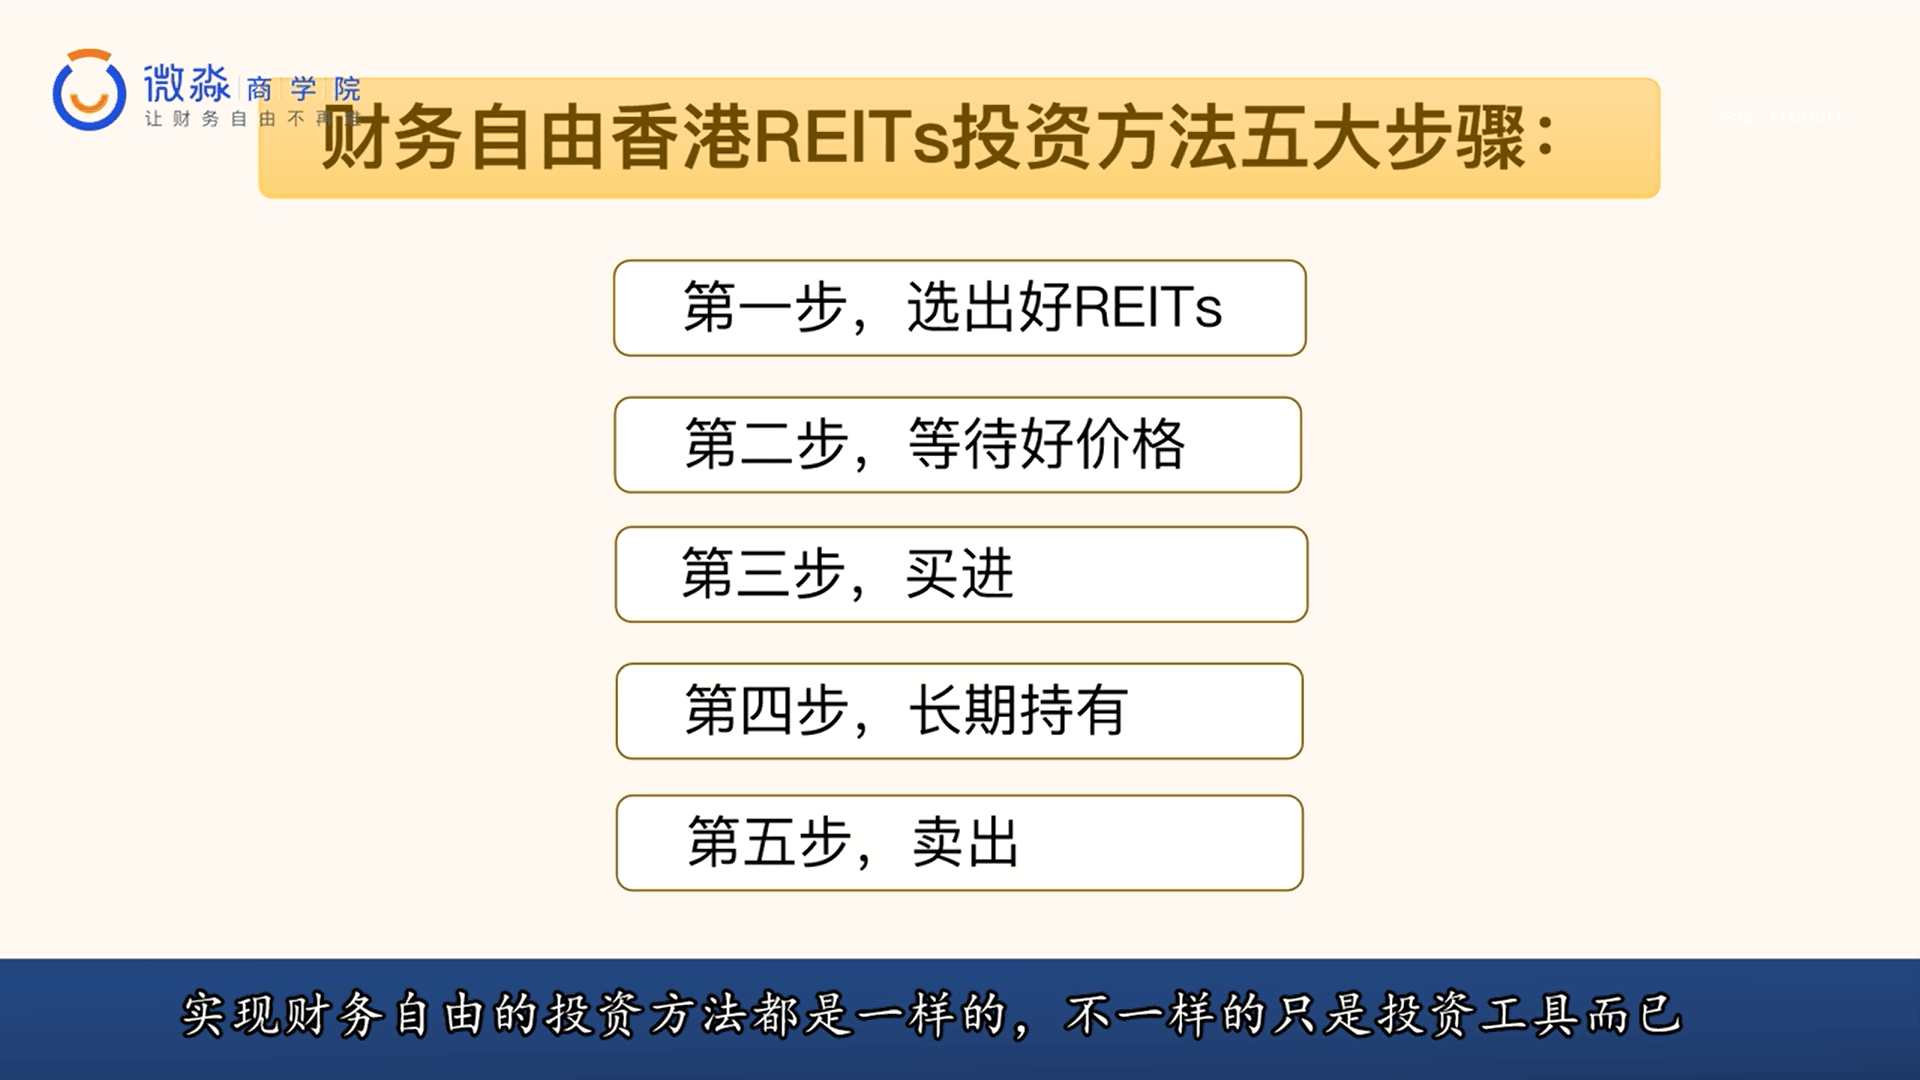 微淼 商学院
让财务自由不再难
财务自由香港REITs投资方法五大步骤：
第一步，选出好REITs
第二步，等待好价格
第三步，买进
第四步，长期持有
第五步，卖出
实现财务自由的投资方法都是一样的，不一样的只是投资工具而已